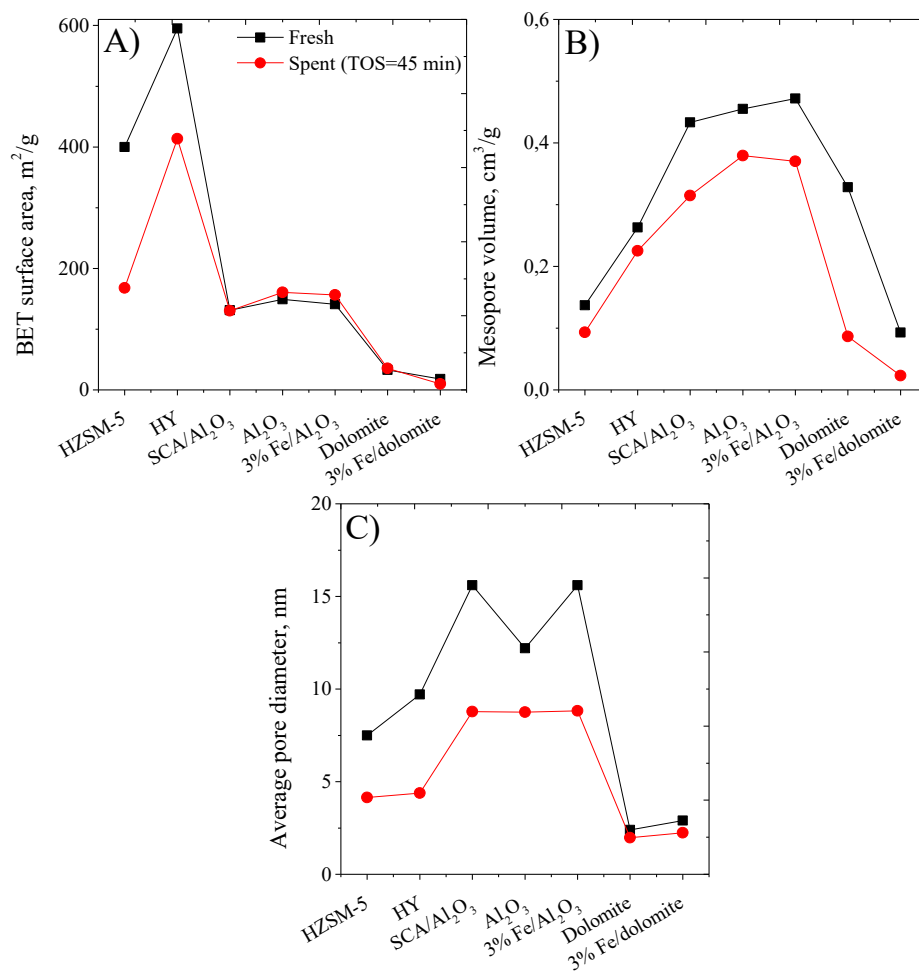 A)
Fresh
Spent (TOS=45 min)
BET surface area, m²/g
600
400
200
0
HZSM-5
HY
SCA/Al₂O₃
Al₂O₃
3% Fe/Al₂O₃
Dolomite
3% Fe/dolomite
B)
Mesopore volume, cm³/g
0,6
0,4
0,2
0,0
HZSM-5
HY
SCA/Al₂O₃
Al₂O₃
3% Fe/Al₂O₃
Dolomite
3% Fe/dolomite
C)
Average pore diameter, nm
20
15
10
5
0
HZSM-5
HY
SCA/Al₂O₃
Al₂O₃
3% Fe/Al₂O₃
Dolomite
3% Fe/dolomite